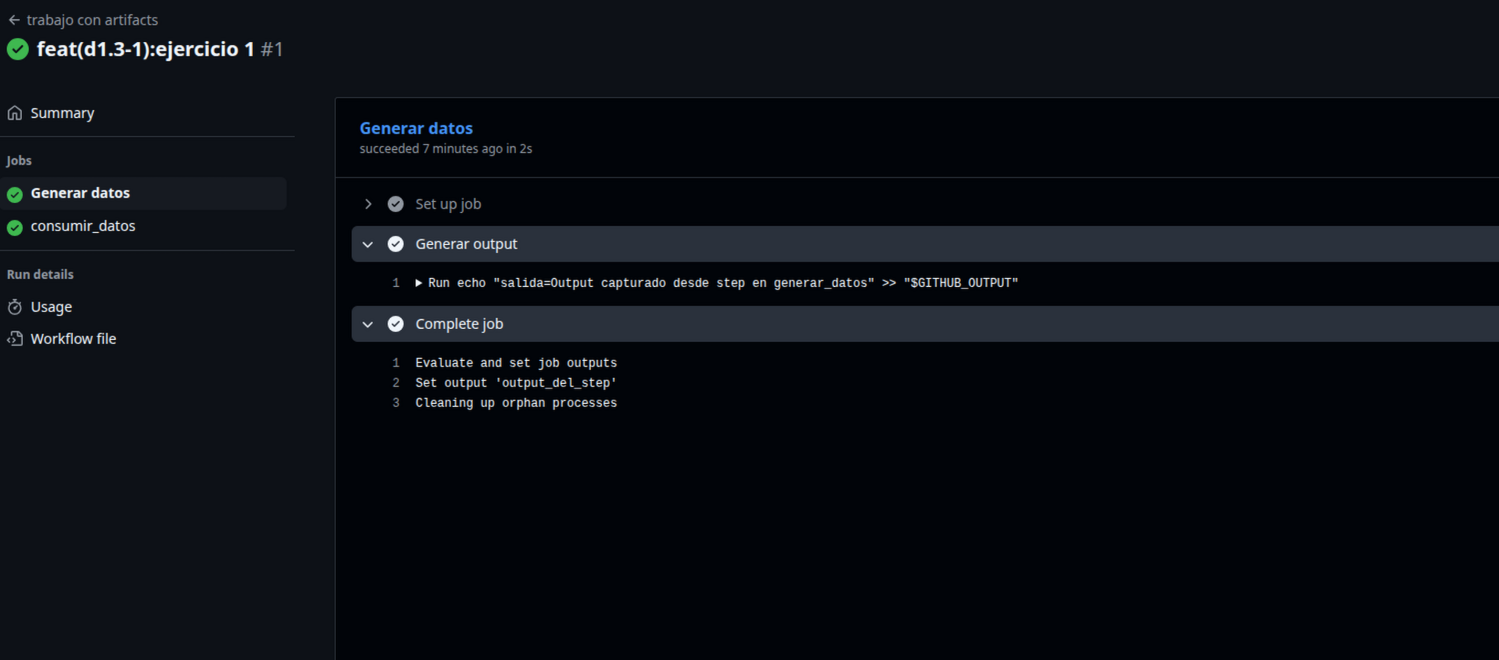 trabajo con artifacts
feat(d1.3-1):ejercicio 1 #1
Summary
Jobs
Generar datos
consumir_datos
Run details
Usage
Workflow file
Generar datos
succeeded 7 minutes ago in 2s
Set up job
Generar output
1 Run echo "salida=Output capturado desde step en generar_datos" >> "$GITHUB_OUTPUT"
Complete job
1 Evaluate and set job outputs
2 Set output 'output_del_step'
3 Cleaning up orphan processes